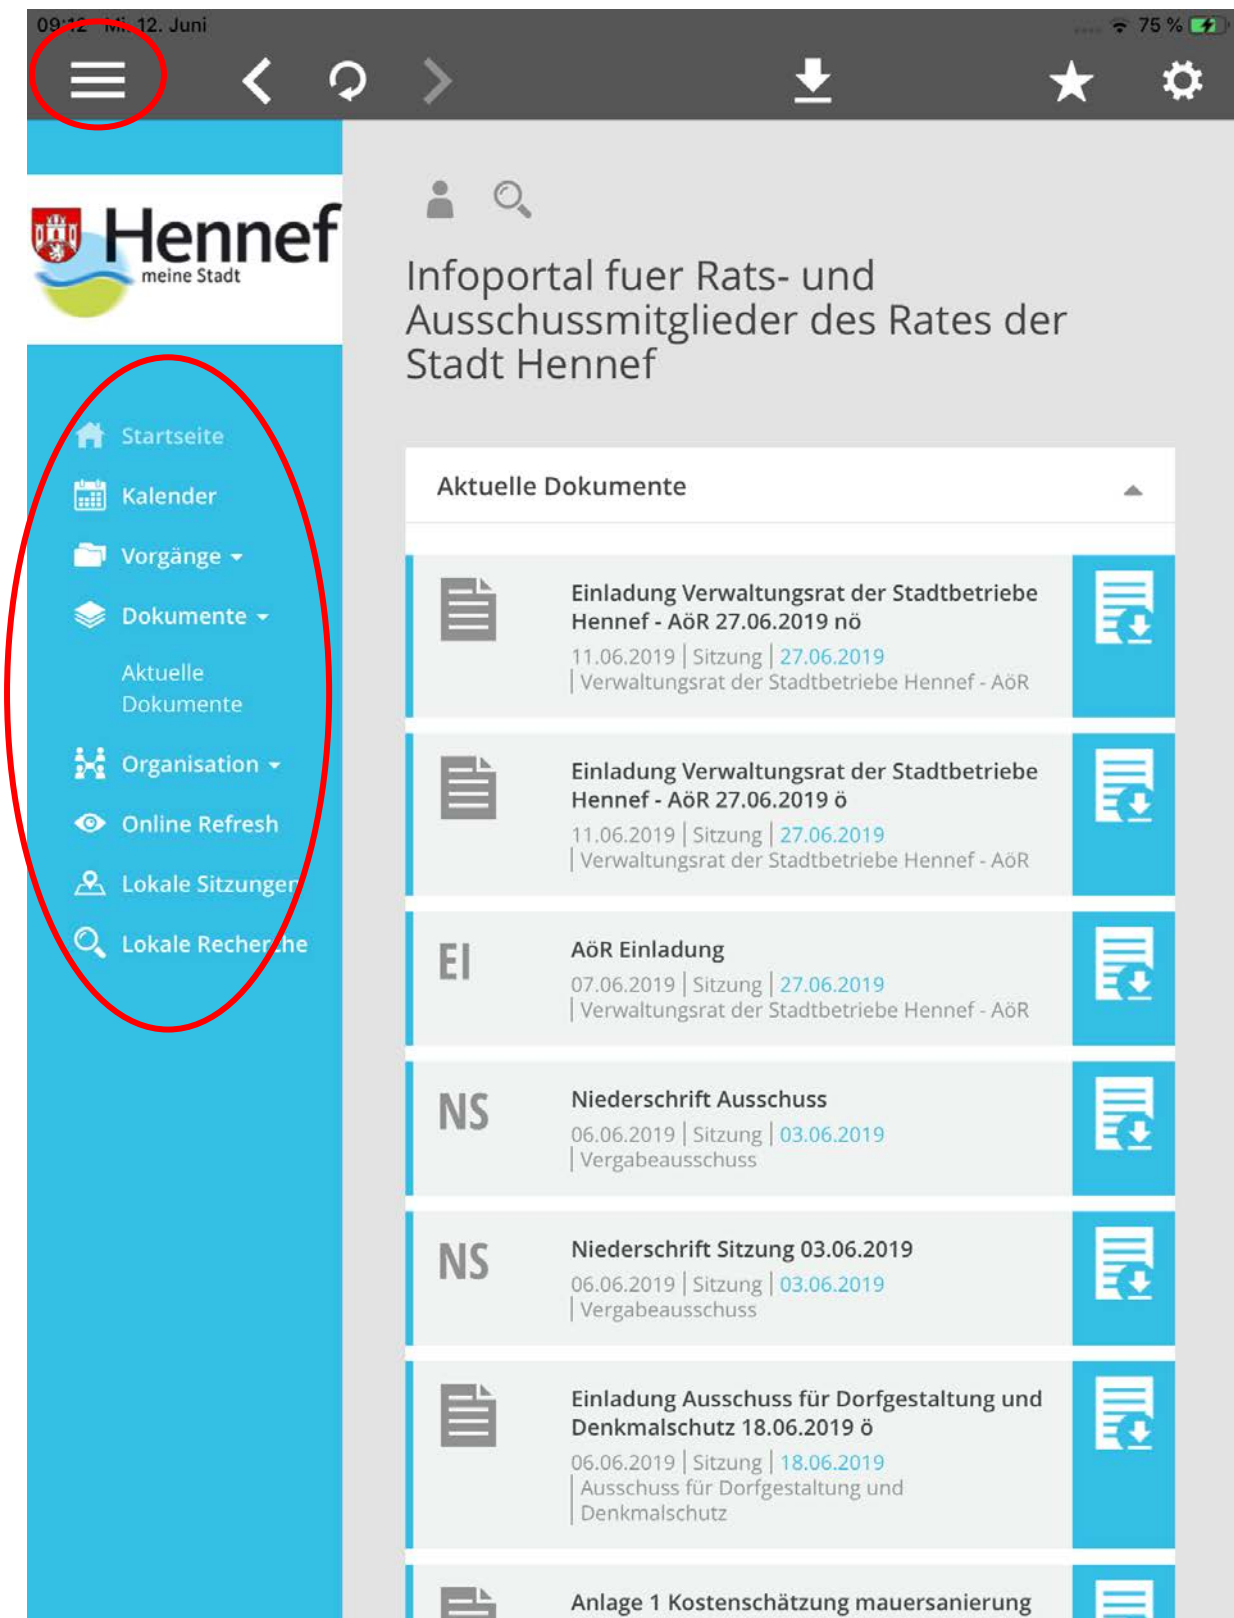 09:12 Mi. 12. Juni
75 %
Hennef
meine Stadt
Startseite
Kalender
Vorgänge
Dokumente
Aktuelle
Dokumente
Organisation
Online Refresh
Lokale Sitzungen
Lokale Recherche
Infoportal fuer Rats- und
Ausschussmitglieder des Rates der
Stadt Hennef
Aktuelle Dokumente
Einladung Verwaltungsrat der Stadtbetriebe
Hennef - AöR 27.06.2019 nö
11.06.2019 | Sitzung | 27.06.2019
| Verwaltungsrat der Stadtbetriebe Hennef - AöR
Einladung Verwaltungsrat der Stadtbetriebe
Hennef - AöR 27.06.2019 ö
11.06.2019 | Sitzung | 27.06.2019
| Verwaltungsrat der Stadtbetriebe Hennef - AöR
EI
AöR Einladung
07.06.2019 | Sitzung | 27.06.2019
| Verwaltungsrat der Stadtbetriebe Hennef - AöR
NS
Niederschrift Ausschuss
06.06.2019 | Sitzung | 03.06.2019
| Vergabeausschuss
NS
Niederschrift Sitzung 03.06.2019
06.06.2019 | Sitzung | 03.06.2019
| Vergabeausschuss
Einladung Ausschuss für Dorfgestaltung und
Denkmalschutz 18.06.2019 ö
06.06.2019 | Sitzung | 18.06.2019
| Ausschuss für Dorfgestaltung und
Denkmalschutz
Anlage 1 Kostenschätzung mauersanierung